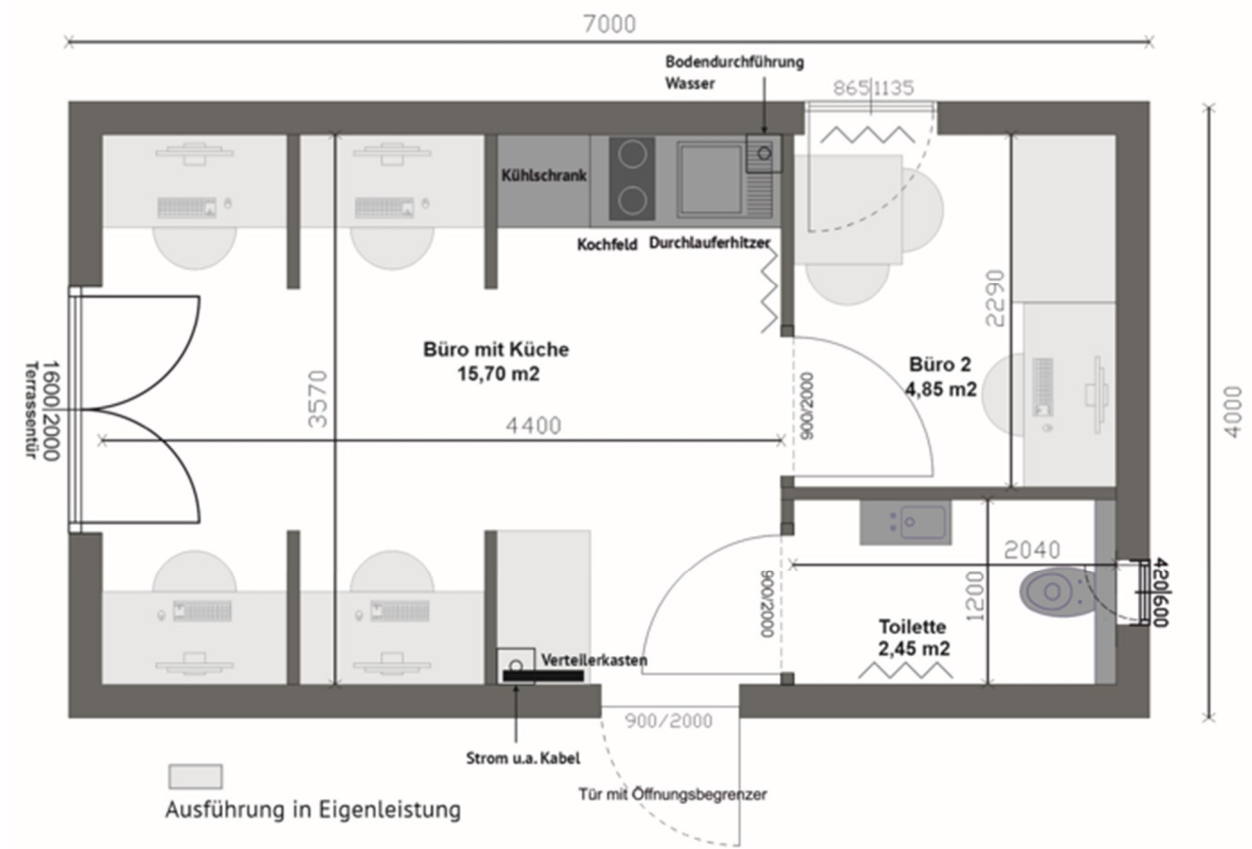 7000
Bodendurchführung
Wasser
865|1135
Kühlschrank
Kochfeld
Durchlauferhitzer
2290
4000
Büro mit Küche
15,70 m2
Büro 2
4,85 m2
1600|2000
Terrassentür
3570
4400
900/2000
2040
420|600
900/2000
1200
Toilette
2,45 m2
Verteilerkasten
900/2000
Strom u.a. Kabel
Tür mit Öffnungsbegrenzer
Ausführung in Eigenleistung